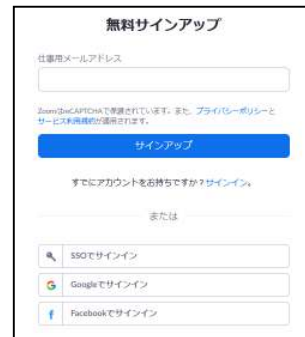 無料サインアップ
仕事用メールアドレス
ZoomはreCAPTCHAで保護されています。また、プライバシーポリシーと
サービス利用規約が適用されます。
サインアップ
すでにアカウントをお持ちですか？サインイン。
または
SSOでサインイン
Googleでサインイン
Facebookでサインイン